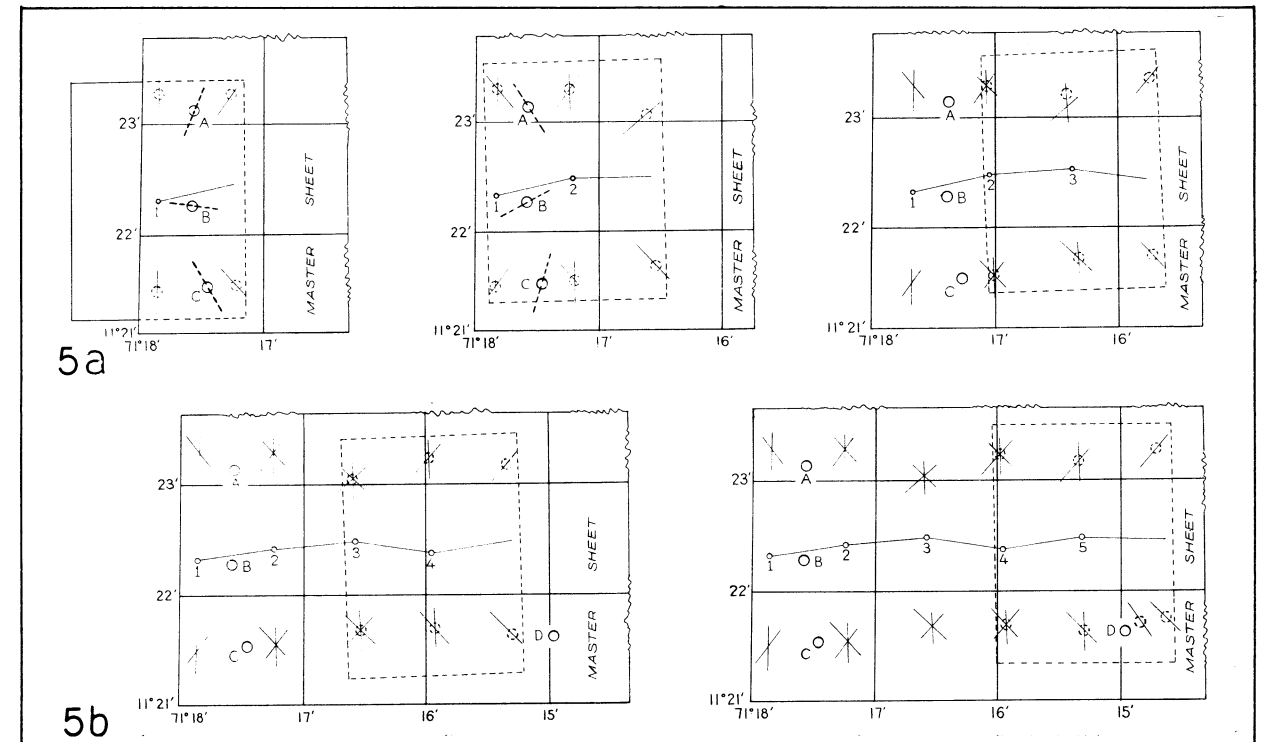 23'
A
1
B
22'
C
11°21'
71°18'
17'
SHEET
MASTER
23'
A
2
1
B
22'
C
11°21'
71°18'
17'
16'
SHEET
MASTER
23'
A
2
3
1
B
22'
C
11°21'
71°18'
17'
16'
SHEET
MASTER
5a
23'
A
1
2
3
4
B
22'
C
D
11°21'
71°18'
17'
16'
15'
SHEET
MASTER
23'
A
1
2
3
4
5
B
22'
C
D
11°21'
71°18'
17'
16'
15'
SHEET
MASTER
5b